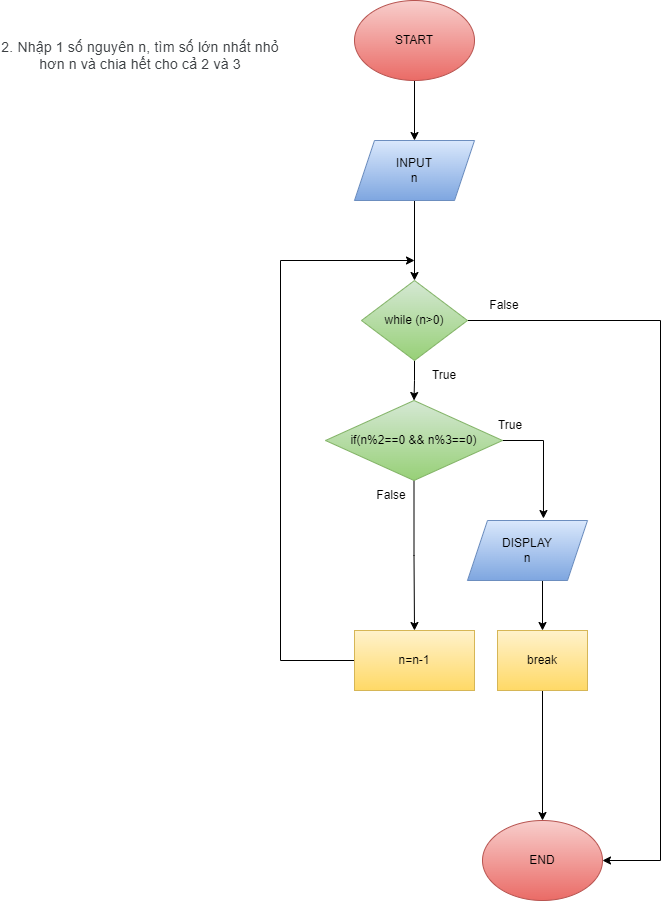 2. Nhập 1 số nguyên n, tìm số lớn nhất nhỏ
hơn n và chia hết cho cả 2 và 3
START
INPUT
n
while (n>0)
False
True
if(n%2==0 && n%3==0)
True
False
DISPLAY
n
n=n-1
break
END